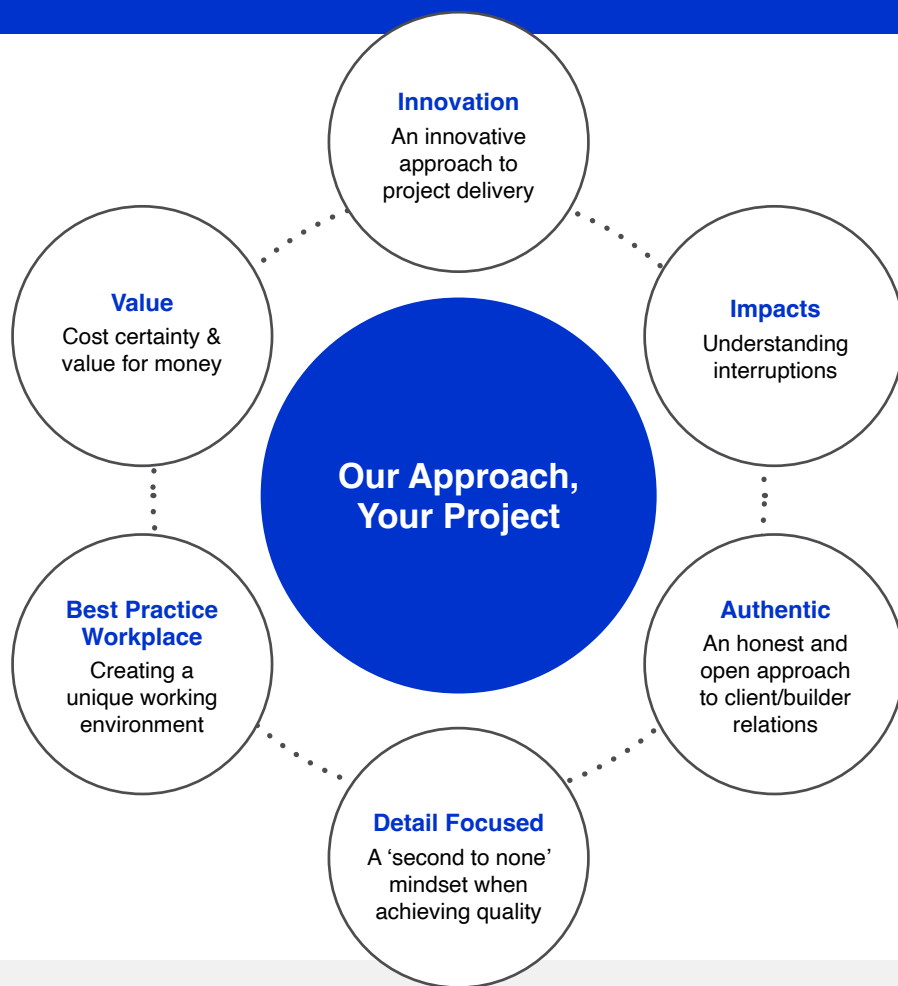 Innovation
An innovative
approach to
project delivery
Value
Cost certainty &
value for money
Impacts
Understanding
interruptions
Our Approach,
Your Project
Best Practice
Workplace
Creating a
unique working
environment
Authentic
An honest and
open approach
to client/builder
relations
Detail Focused
A ‘second to none’
mindset when
achieving quality